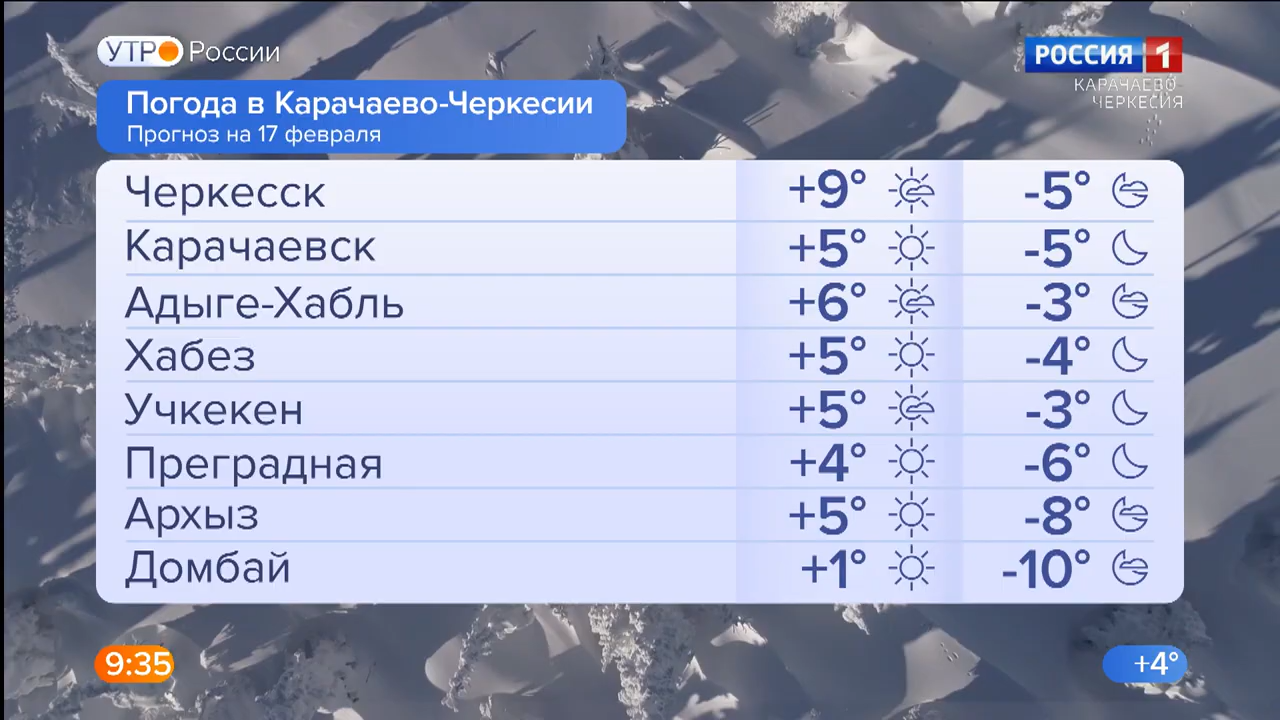 УТРО России
РОССИЯ 1
КАРАЧАЕВО-
ЧЕРКЕСИЯ
Погода в Карачаево-Черкесии
Прогноз на 17 февраля
Черкесск +9° -5°
Карачаевск +5° -5°
Адыге-Хабль +6° -3°
Хабез +5° -4°
Учкекен +5° -3°
Преградная +4° -6°
Архыз +5° -8°
Домбай +1° -10°
9:35
+4°